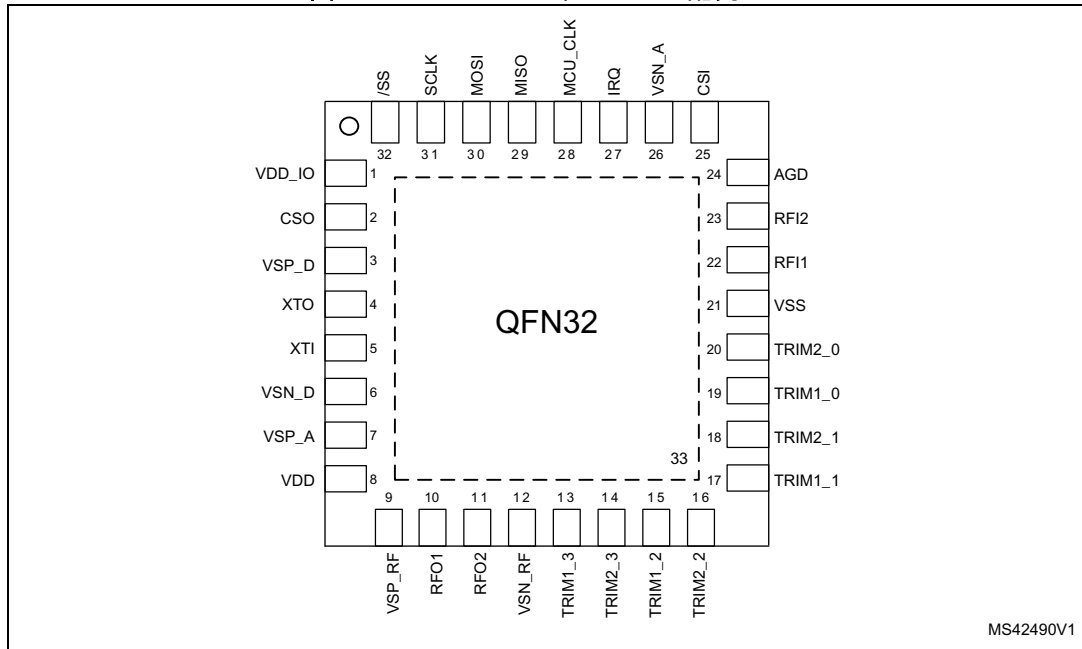 /SS
SCLK
MOSI
MISO
MCU_CLK
IRQ
VSN_A
CSI
32 31 30 29 28 27 26 25
VDD_IO 1
CSO 2
VSP_D 3
XTO 4
XTI 5
VSN_D 6
VSP_A 7
VDD 8
QFN32
33
24 AGD
23 RFI2
22 RFI1
21 VSS
20 TRIM2_0
19 TRIM1_0
18 TRIM2_1
17 TRIM1_1
9 10 11 12 13 14 15 16
VSP_RF
RFO1
RFO2
VSN_RF
TRIM1_3
TRIM2_3
TRIM1_2
TRIM2_2
MS42490V1